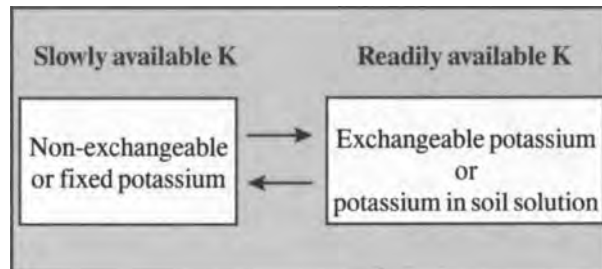 Slowly available K
Readily available K
Non-exchangeable
or fixed potassium
Exchangeable potassium
or
potassium in soil solution